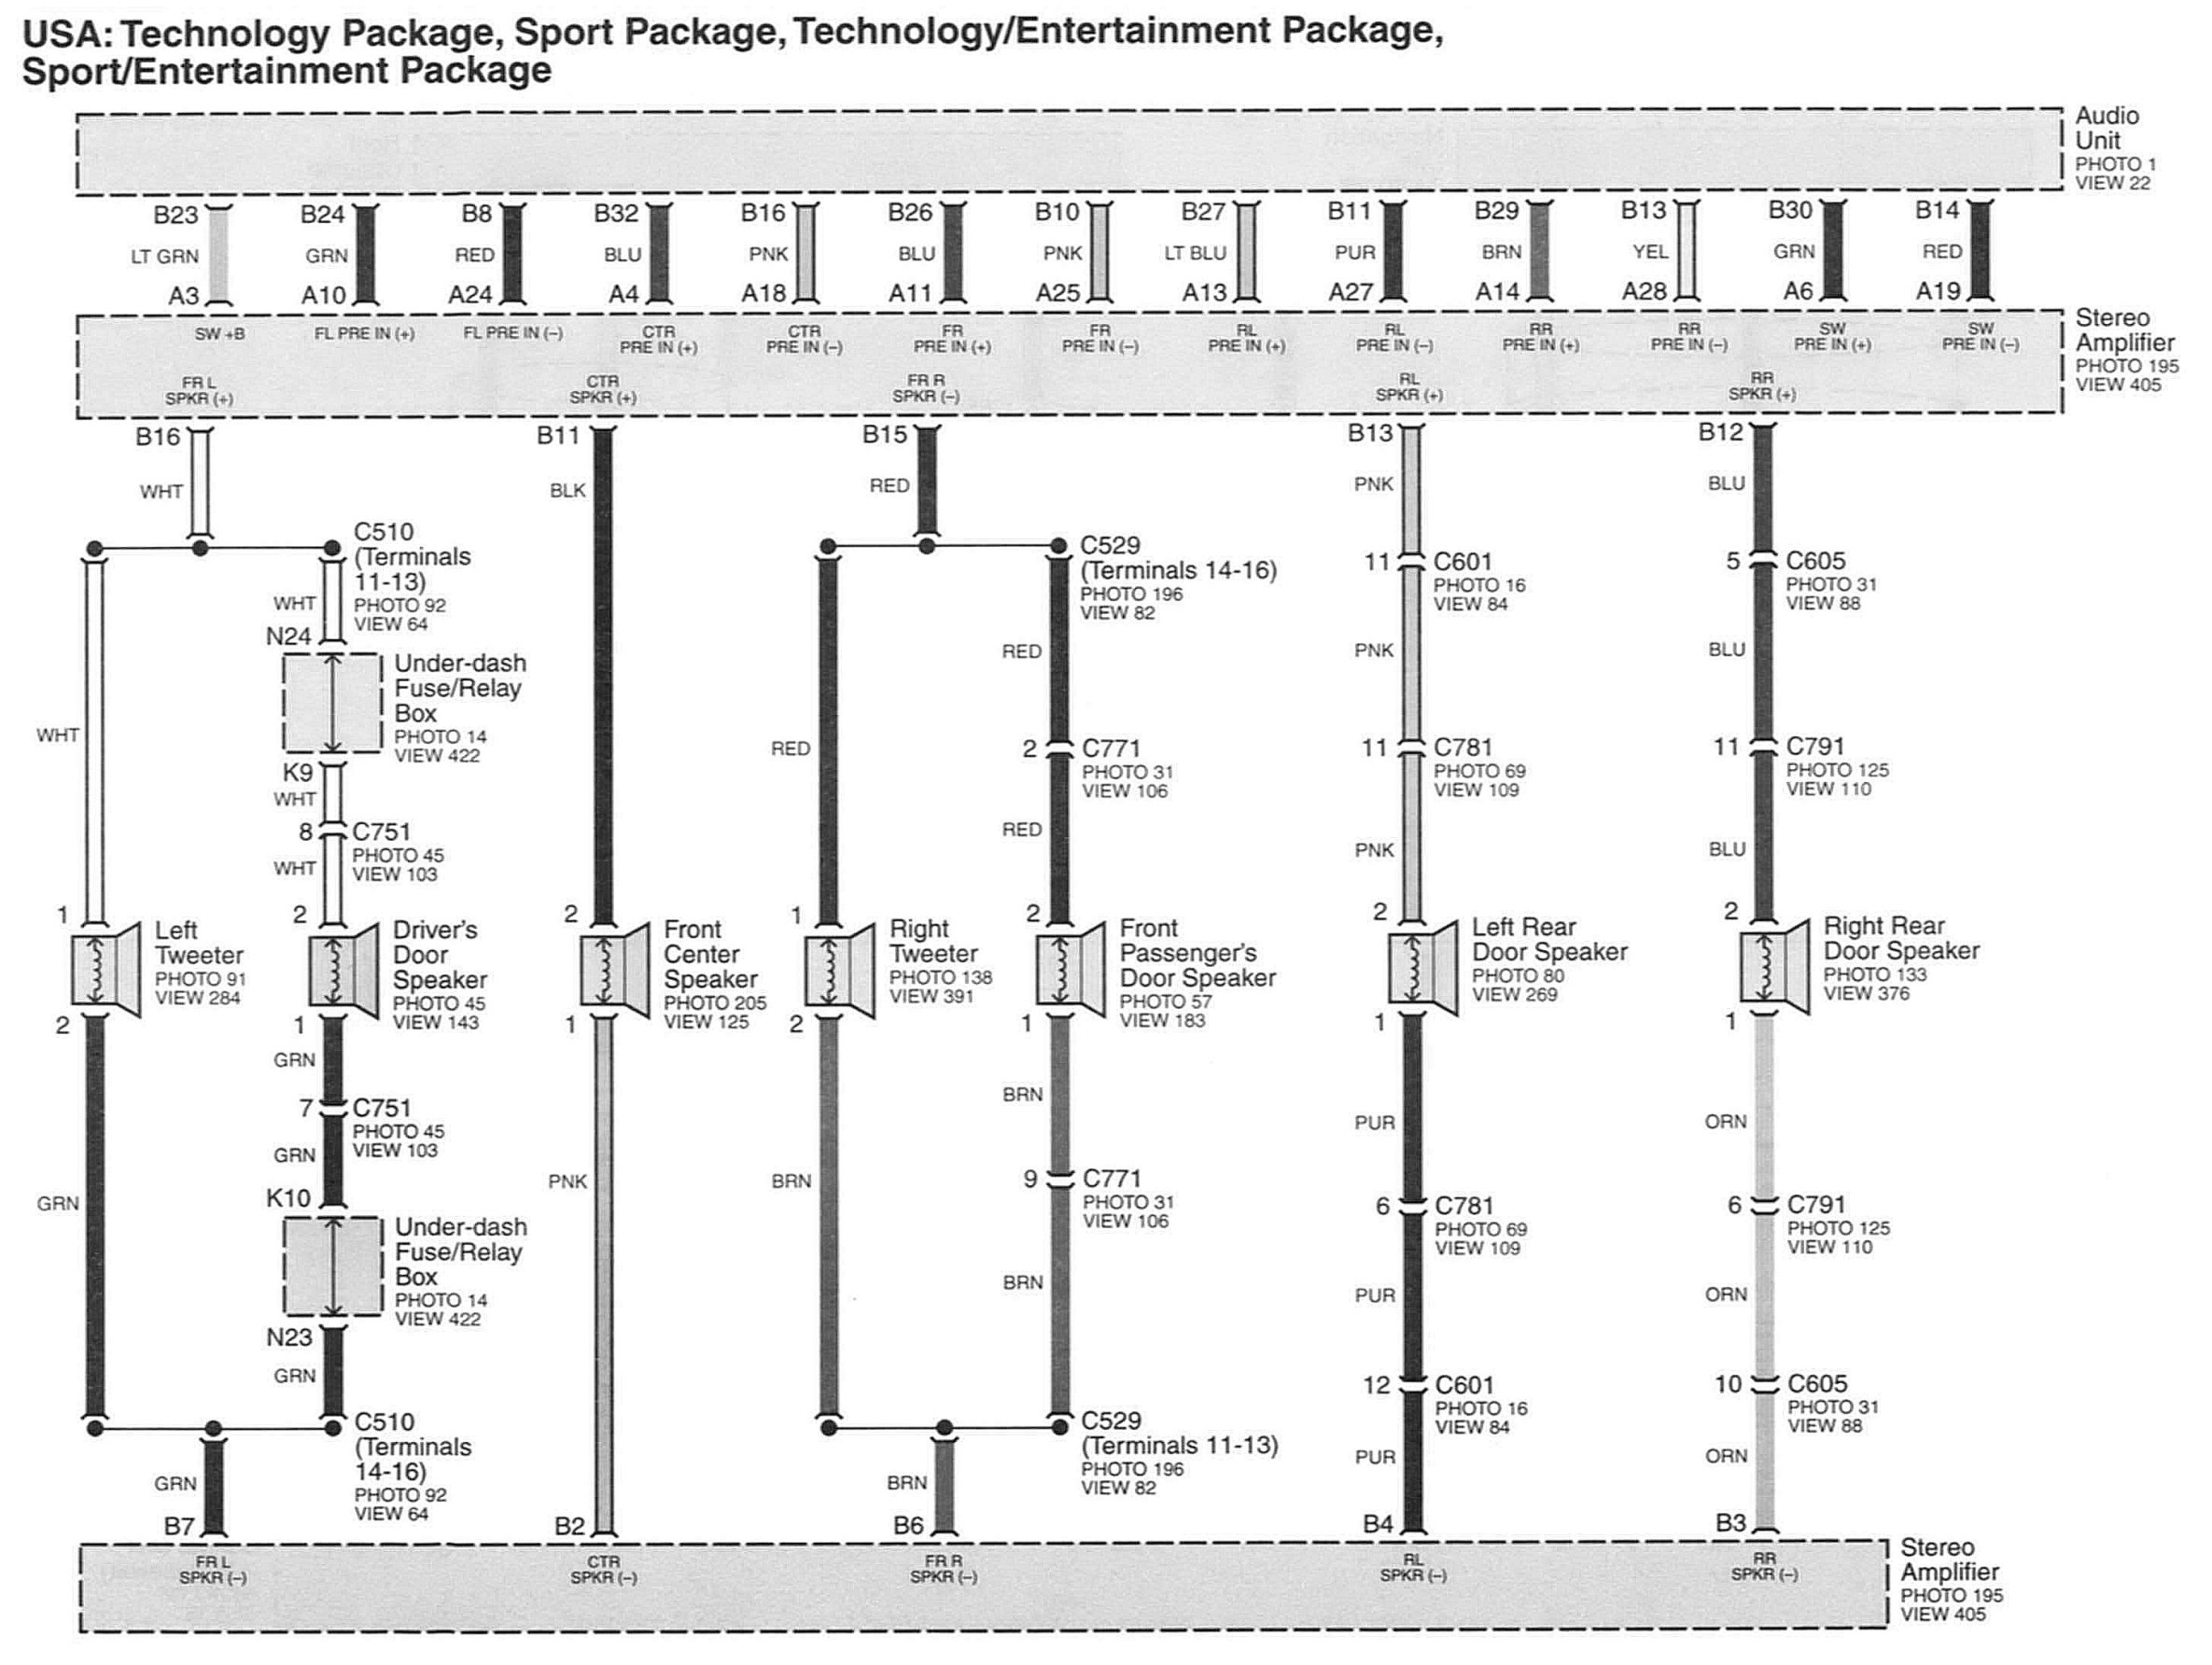 USA: Technology Package, Sport Package, Technology/Entertainment Package,
Sport/Entertainment Package
Audio
Unit
PHOTO 1
VIEW 22
B23
LT GRN
A3
B24
GRN
A10
B8
RED
A24
B32
BLU
A4
B16
PNK
A18
B26
BLU
A11
B10
PNK
A25
B27
LT BLU
A13
B11
PUR
A27
B29
BRN
A14
B13
YEL
A28
B30
GRN
A6
B14
RED
A19
SW +B
FL PRE IN (+)
FL PRE IN (–)
CTR
PRE IN (+)
CTR
PRE IN (–)
FR
PRE IN (+)
FR
PRE IN (–)
RL
PRE IN (+)
RL
PRE IN (–)
RR
PRE IN (+)
RR
PRE IN (–)
SW
PRE IN (+)
SW
PRE IN (–)
Stereo
Amplifier
PHOTO 195
VIEW 405
FR L
SPKR (+)
CTR
SPKR (+)
FR R
SPKR (–)
RL
SPKR (+)
RR
SPKR (+)
B16
WHT
C510
(Terminals
11-13)
PHOTO 92
VIEW 64
WHT
N24
Under-dash
Fuse/Relay
Box
PHOTO 14
VIEW 422
WHT
K9
WHT
8
C751
PHOTO 45
VIEW 103
WHT
1
Left
Tweeter
PHOTO 91
VIEW 284
2
2
Driver's
Door
Speaker
PHOTO 45
VIEW 143
1
GRN
7
C751
PHOTO 45
VIEW 103
GRN
K10
GRN
Under-dash
Fuse/Relay
Box
PHOTO 14
VIEW 422
N23
GRN
C510
(Terminals
14-16)
PHOTO 92
VIEW 64
GRN
B7
B11
BLK
2
Front
Center
Speaker
PHOTO 205
VIEW 125
1
PNK
B2
B15
RED
C529
(Terminals 14-16)
PHOTO 196
VIEW 82
RED
RED
2
C771
PHOTO 31
VIEW 106
RED
1
Right
Tweeter
PHOTO 138
VIEW 391
2
2
Front
Passenger's
Door Speaker
PHOTO 57
VIEW 183
1
BRN
BRN
9
C771
PHOTO 31
VIEW 106
BRN
C529
(Terminals 11-13)
PHOTO 196
VIEW 82
BRN
B6
B13
PNK
11
C601
PHOTO 16
VIEW 84
PNK
11
C781
PHOTO 69
VIEW 109
PNK
2
Left Rear
Door Speaker
PHOTO 80
VIEW 269
1
PUR
6
C781
PHOTO 69
VIEW 109
PUR
12
C601
PHOTO 16
VIEW 84
PUR
B4
B12
BLU
5
C605
PHOTO 31
VIEW 88
BLU
11
C791
PHOTO 125
VIEW 110
BLU
2
Right Rear
Door Speaker
PHOTO 133
VIEW 376
1
ORN
6
C791
PHOTO 125
VIEW 110
ORN
10
C605
PHOTO 31
VIEW 88
ORN
B3
FR L
SPKR (–)
CTR
SPKR (–)
FR R
SPKR (–)
RL
SPKR (–)
RR
SPKR (–)
Stereo
Amplifier
PHOTO 195
VIEW 405